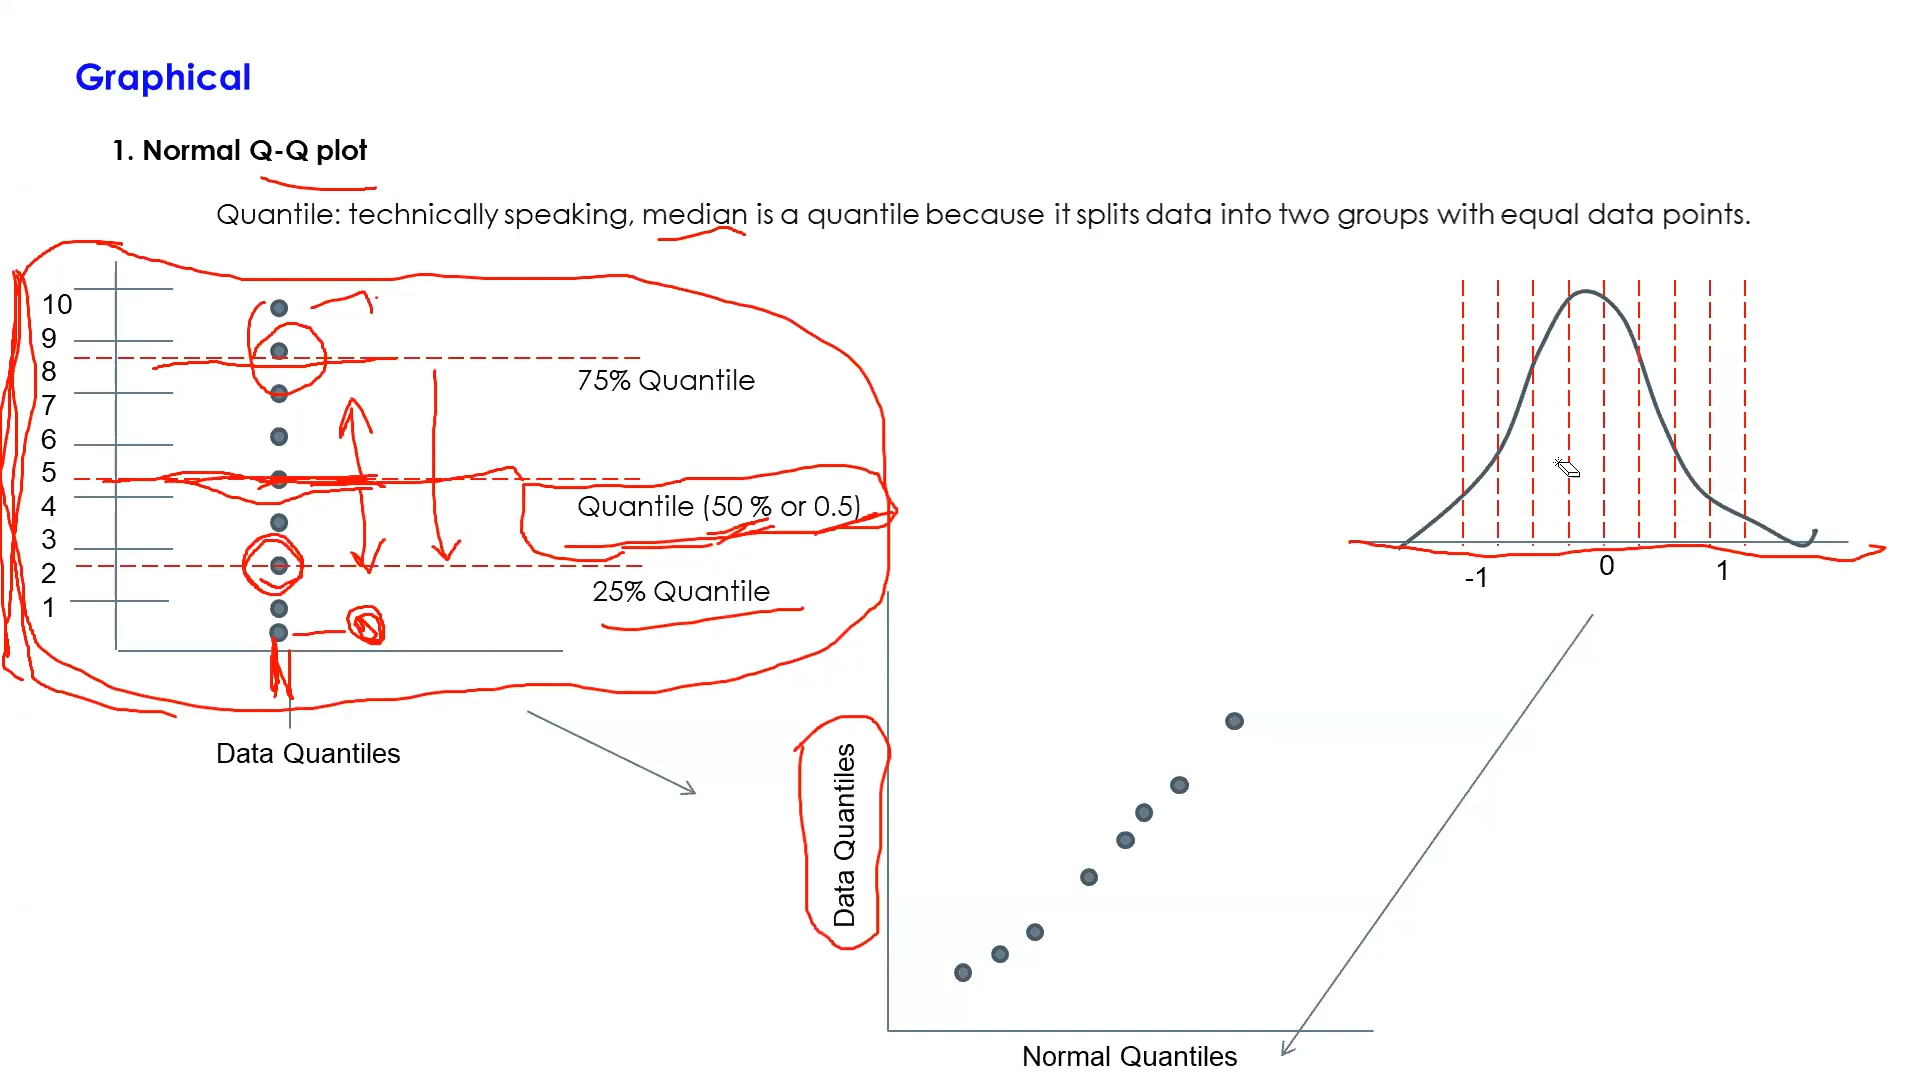 Graphical
1. Normal Q-Q plot
Quantile: technically speaking, median is a quantile because it splits data into two groups with equal data points.
10
9
8
7
6
5
4
3
2
1
75% Quantile
Quantile (50 % or 0.5)
25% Quantile
Data Quantiles
-1
0
1
Data Quantiles
Normal Quantiles